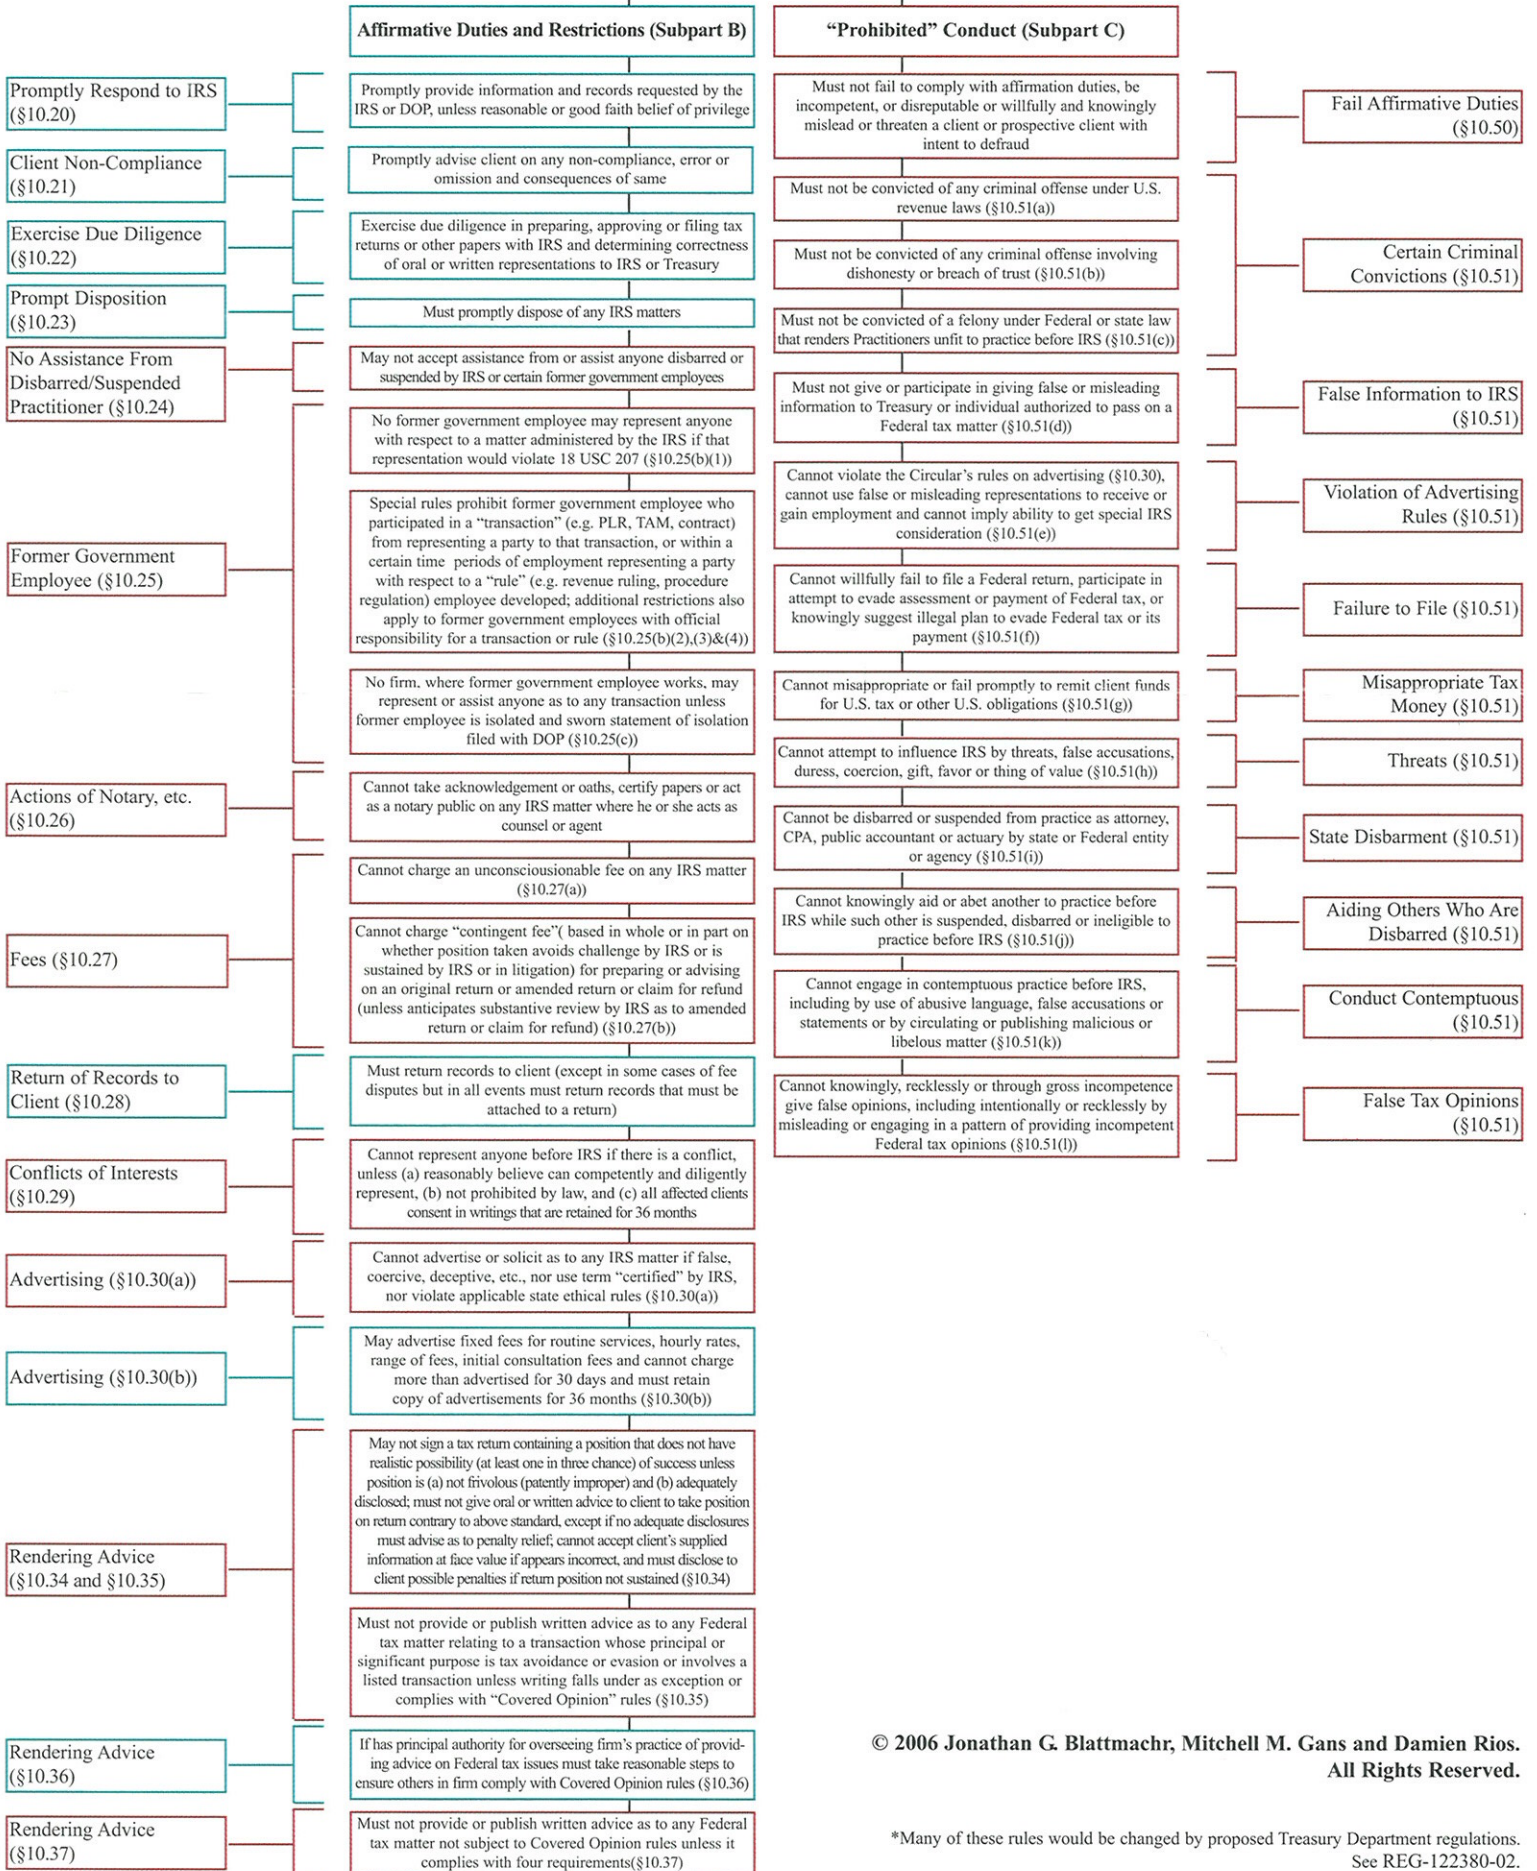 Affirmative Duties and Restrictions (Subpart B)
Promptly Respond to IRS
(§10.20)
Promptly provide information and records requested by the
IRS or DOP, unless reasonable or good faith belief of privilege
Client Non-Compliance
(§10.21)
Promptly advise client on any non-compliance, error or
omission and consequences of same
Exercise Due Diligence
(§10.22)
Exercise due diligence in preparing, approving or filing tax
returns or other papers with IRS and determining correctness
of oral or written representations to IRS or Treasury
Prompt Disposition
(§10.23)
Must promptly dispose of any IRS matters
No Assistance From
Disbarred/Suspended
Practitioner (§10.24)
May not accept assistance from or assist anyone disbarred or
suspended by IRS or certain former government employees
Former Government
Employee (§10.25)
No former government employee may represent anyone
with respect to a matter administered by the IRS if that
representation would violate 18 USC 207 (§10.25(b)(1))
Special rules prohibit former government employee who
participated in a “transaction” (e.g. PLR, TAM, contract)
from representing a party to that transaction, or within a
certain time periods of employment representing a party
with respect to a “rule” (e.g. revenue ruling, procedure
regulation) employee developed; additional restrictions also
apply to former government employees with official
responsibility for a transaction or rule (§10.25(b)(2),(3)&(4))
No firm, where former government employee works, may
represent or assist anyone as to any transaction unless
former employee is isolated and sworn statement of isolation
filed with DOP (§10.25(c))
Actions of Notary, etc.
(§10.26)
Cannot take acknowledgement or oaths, certify papers or act
as a notary public on any IRS matter where he or she acts as
counsel or agent
Fees (§10.27)
Cannot charge an unconsciousionable fee on any IRS matter
(§10.27(a))
Cannot charge “contingent fee”( based in whole or in part on
whether position taken avoids challenge by IRS or is
sustained by IRS or in litigation) for preparing or advising
on an original return or amended return or claim for refund
(unless anticipates substantive review by IRS as to amended
return or claim for refund) (§10.27(b))
Return of Records to
Client (§10.28)
Must return records to client (except in some cases of fee
disputes but in all events must return records that must be
attached to a return)
Conflicts of Interests
(§10.29)
Cannot represent anyone before IRS if there is a conflict,
unless (a) reasonably believe can competently and diligently
represent, (b) not prohibited by law, and (c) all affected clients
consent in writings that are retained for 36 months
Advertising (§10.30(a))
Cannot advertise or solicit as to any IRS matter if false,
coercive, deceptive, etc., nor use term “certified” by IRS,
nor violate applicable state ethical rules (§10.30(a))
Advertising (§10.30(b))
May advertise fixed fees for routine services, hourly rates,
range of fees, initial consultation fees and cannot charge
more than advertised for 30 days and must retain
copy of advertisements for 36 months (§10.30(b))
Rendering Advice
(§10.34 and §10.35)
May not sign a tax return containing a position that does not have
realistic possibility (at least one in three chance) of success unless
position is (a) not frivolous (patently improper) and (b) adequately
disclosed; must not give oral or written advice to client to take position
on return contrary to above standard, except if no adequate disclosures
must advise as to penalty relief; cannot accept client’s supplied
information at face value if appears incorrect, and must disclose to
client possible penalties if return position not sustained (§10.34)
Must not provide or publish written advice as to any Federal
tax matter relating to a transaction whose principal or
significant purpose is tax avoidance or evasion or involves a
listed transaction unless writing falls under as exception or
complies with “Covered Opinion” rules (§10.35)
Rendering Advice
(§10.36)
If has principal authority for overseeing firm’s practice of provid-
ing advice on Federal tax issues must take reasonable steps to
ensure others in firm comply with Covered Opinion rules (§10.36)
Rendering Advice
(§10.37)
Must not provide or publish written advice as to any Federal
tax matter not subject to Covered Opinion rules unless it
complies with four requirements(§10.37)
“Prohibited” Conduct (Subpart C)
Must not fail to comply with affirmation duties, be
incompetent, or disreputable or willfully and knowingly
mislead or threaten a client or prospective client with
intent to defraud
Fail Affirmative Duties
(§10.50)
Must not be convicted of any criminal offense under U.S.
revenue laws (§10.51(a))
Must not be convicted of any criminal offense involving
dishonesty or breach of trust (§10.51(b))
Must not be convicted of a felony under Federal or state law
that renders Practitioners unfit to practice before IRS (§10.51(c))
Certain Criminal
Convictions (§10.51)
Must not give or participate in giving false or misleading
information to Treasury or individual authorized to pass on a
Federal tax matter (§10.51(d))
False Information to IRS
(§10.51)
Cannot violate the Circular’s rules on advertising (§10.30),
cannot use false or misleading representations to receive or
gain employment and cannot imply ability to get special IRS
consideration (§10.51(e))
Violation of Advertising
Rules (§10.51)
Cannot willfully fail to file a Federal return, participate in
attempt to evade assessment or payment of Federal tax, or
knowingly suggest illegal plan to evade Federal tax or its
payment (§10.51(f))
Failure to File (§10.51)
Cannot misappropriate or fail promptly to remit client funds
for U.S. tax or other U.S. obligations (§10.51(g))
Misappropriate Tax
Money (§10.51)
Cannot attempt to influence IRS by threats, false accusations,
duress, coercion, gift, favor or thing of value (§10.51(h))
Threats (§10.51)
Cannot be disbarred or suspended from practice as attorney,
CPA, public accountant or actuary by state or Federal entity
or agency (§10.51(i))
State Disbarment (§10.51)
Cannot knowingly aid or abet another to practice before
IRS while such other is suspended, disbarred or ineligible to
practice before IRS (§10.51(j))
Aiding Others Who Are
Disbarred (§10.51)
Cannot engage in contemptuous practice before IRS,
including by use of abusive language, false accusations or
statements or by circulating or publishing malicious or
libelous matter (§10.51(k))
Conduct Contemptuous
(§10.51)
Cannot knowingly, recklessly or through gross incompetence
give false opinions, including intentionally or recklessly by
misleading or engaging in a pattern of providing incompetent
Federal tax opinions (§10.51(l))
False Tax Opinions
(§10.51)
© 2006 Jonathan G. Blattmachr, Mitchell M. Gans and Damien Rios.
All Rights Reserved.
*Many of these rules would be changed by proposed Treasury Department regulations.
See REG-122380-02.